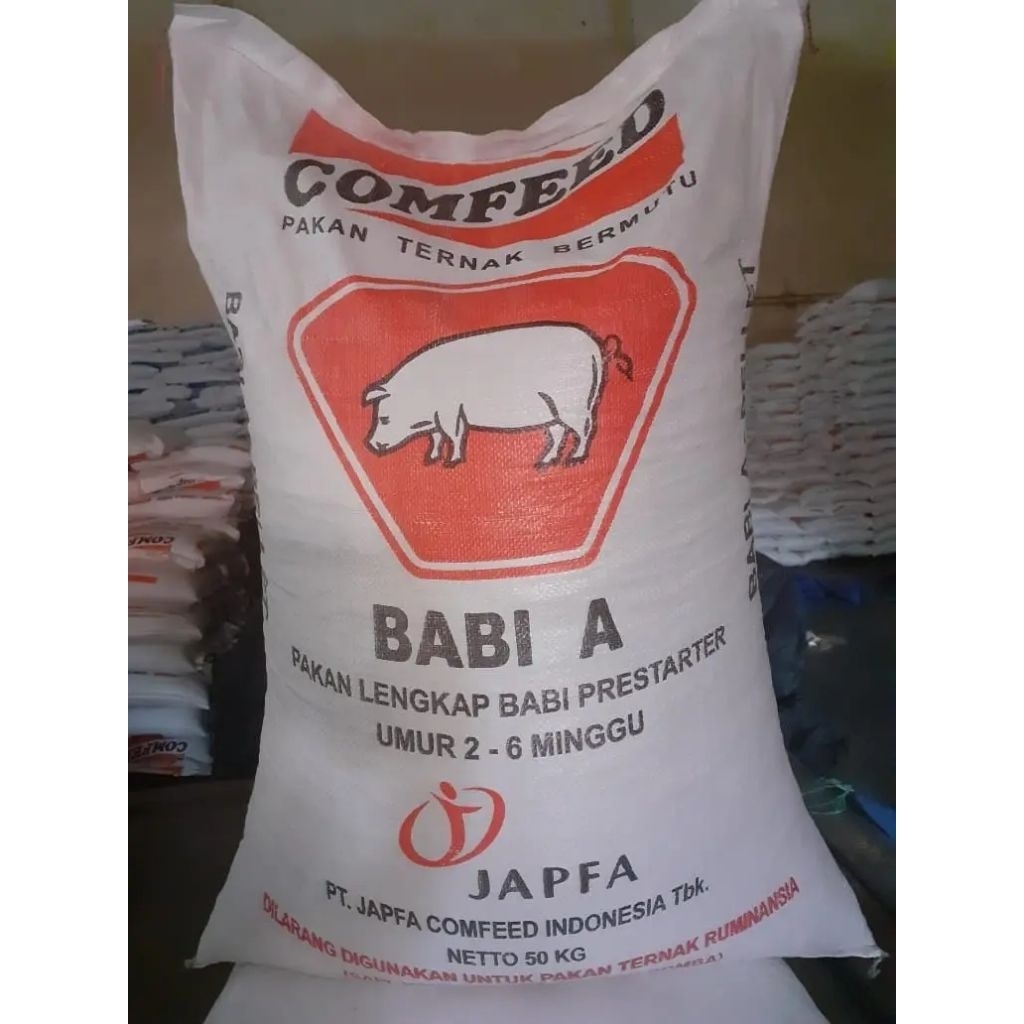 COMFEED
PAKAN TERNAK BERMUTU
BABI A
PAKAN LENGKAP BABI PRESTARTER
UMUR 2 - 6 MINGGU
JAPFA
PT. JAPFA COMFEED INDONESIA Tbk.
NETTO 50 KG
DILARANG DIGUNAKAN UNTUK PAKAN TERNAK RUMINANSIA